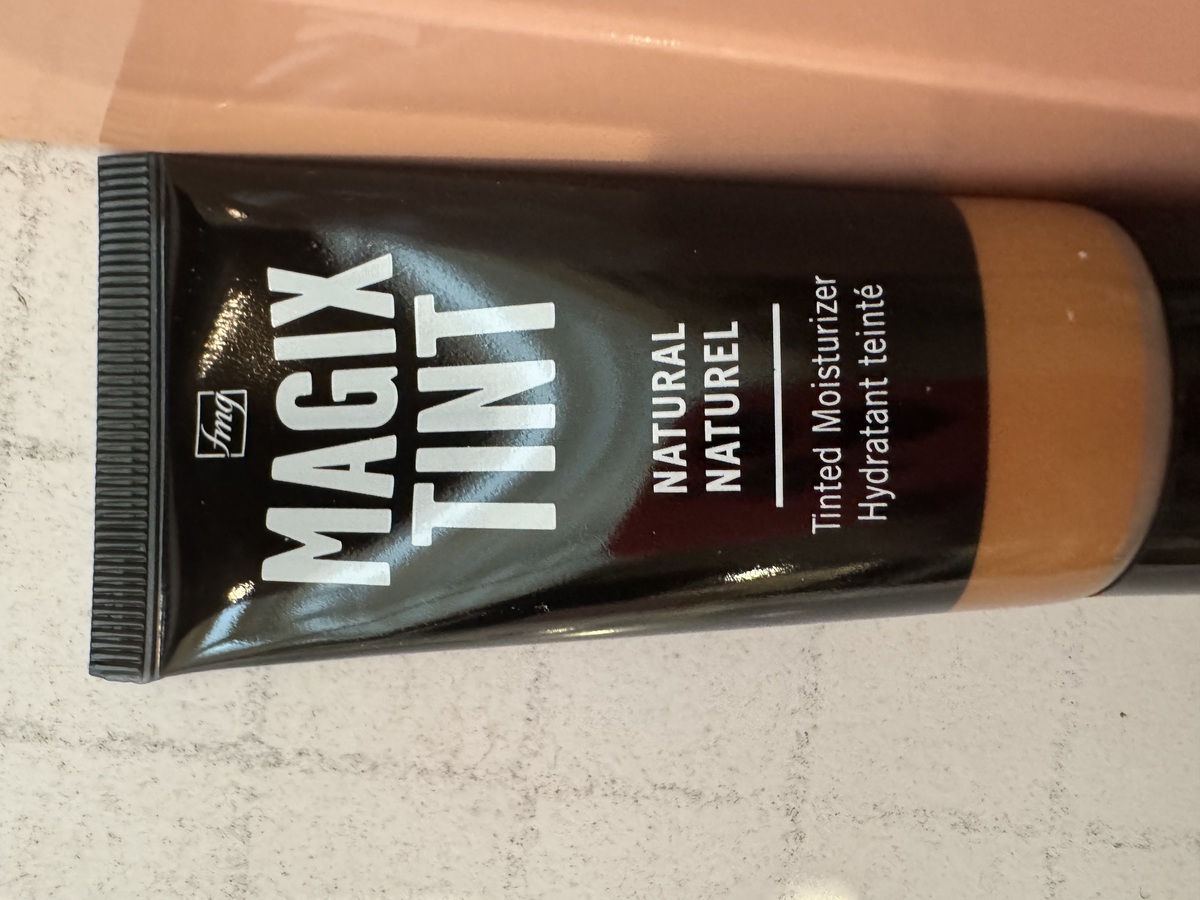 fmg
MAGIX
TINT
NATURAL
NATUREL
Tinted Moisturizer
Hydratant teinté